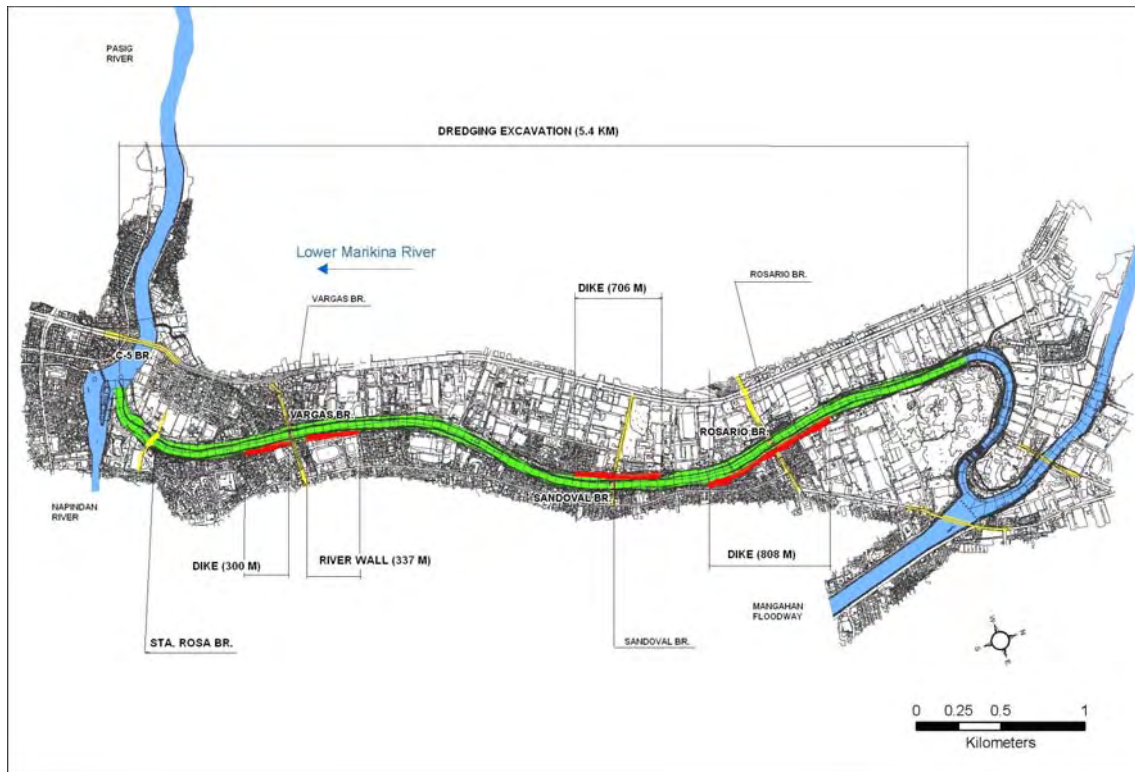 PASIG
RIVER
DREDGING EXCAVATION (5.4 KM)
Lower Marikina River
VARGAS BR.
DIKE (706 M)
ROSARIO BR.
C-5 BR.
VARGAS BR.
ROSARIO BR.
SANDOVAL BR.
NAPINDAN
RIVER
DIKE (300 M)
RIVER WALL (337 M)
DIKE (808 M)
MANGAHAN
FLOODWAY
STA. ROSA BR.
SANDOVAL BR.
W
N
S
E
0 0.25 0.5 1
Kilometers